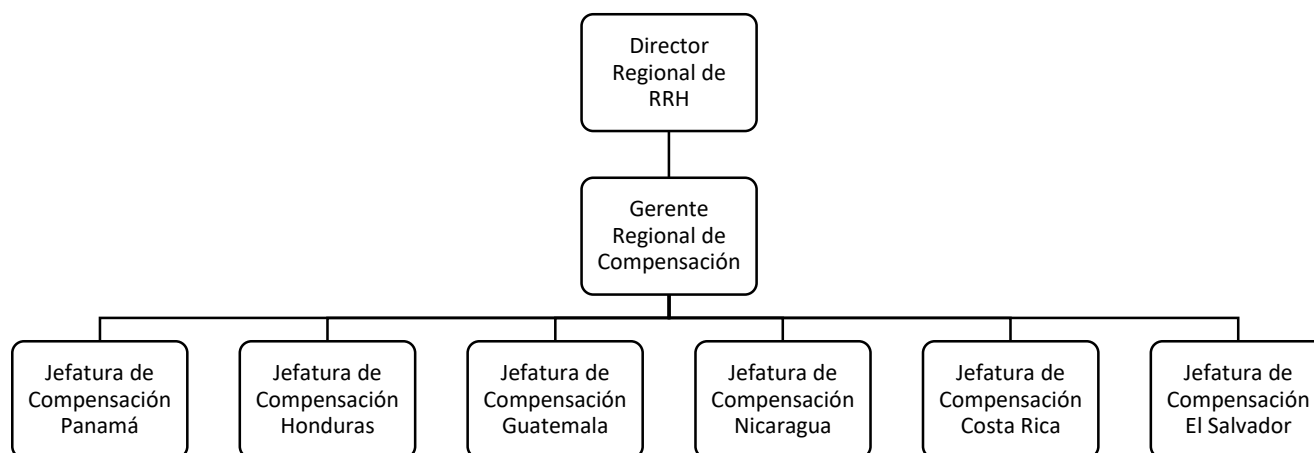 Director
Regional de
RRH
Gerente
Regional de
Compensación
Jefatura de
Compensación
Panamá
Jefatura de
Compensación
Honduras
Jefatura de
Compensación
Guatemala
Jefatura de
Compensación
Nicaragua
Jefatura de
Compensación
Costa Rica
Jefatura de
Compensación
El Salvador